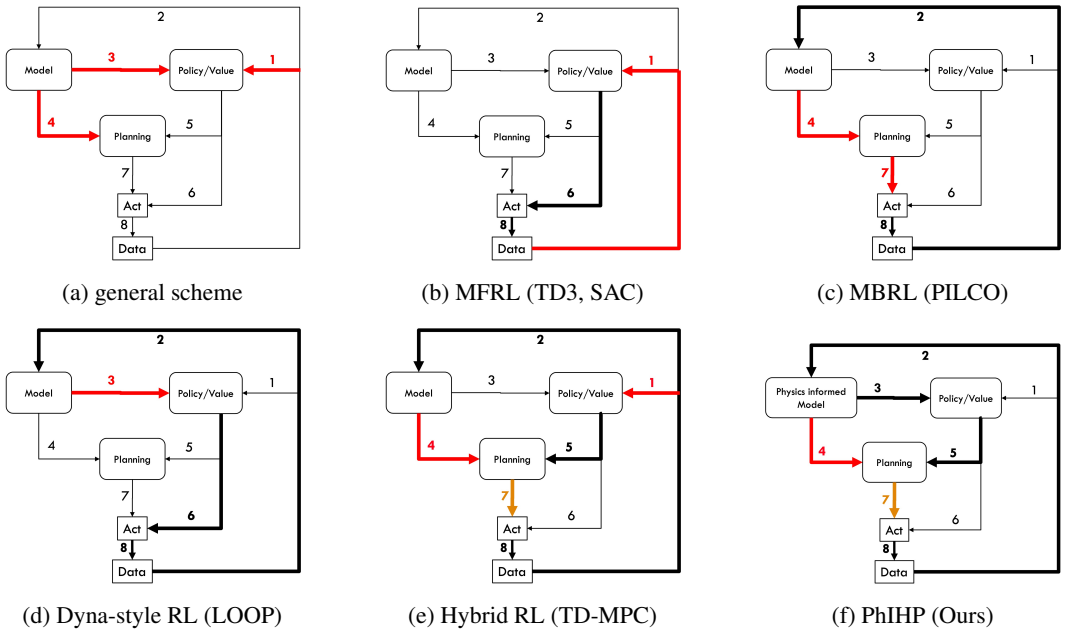 2
3
1
Model
Policy/Value
4
5
Planning
7
6
Act
8
Data
(a) general scheme
2
3
1
Model
Policy/Value
4
5
Planning
7
6
Act
8
Data
(b) MFRL (TD3, SAC)
2
3
1
Model
Policy/Value
4
5
Planning
7
6
Act
8
Data
(c) MBRL (PILCO)
2
3
1
Model
Policy/Value
4
5
Planning
7
6
Act
8
Data
(d) Dyna-style RL (LOOP)
2
3
1
Model
Policy/Value
4
5
Planning
7
6
Act
8
Data
(e) Hybrid RL (TD-MPC)
2
3
1
Physics informed
Model
Policy/Value
4
5
Planning
7
6
Act
8
Data
(f) PhIHP (Ours)